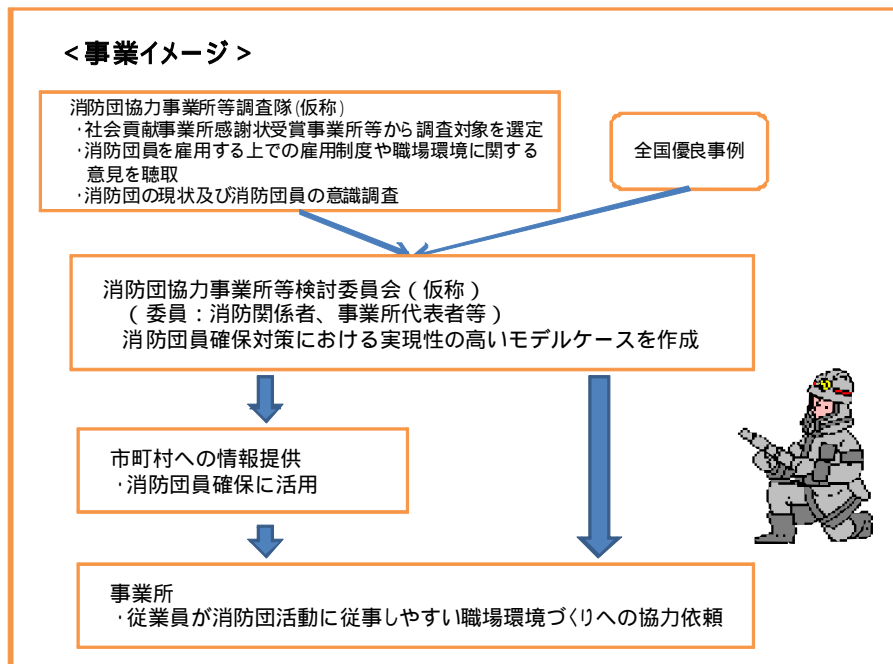 <事業イメージ>
消防団協力事業所等調査隊(仮称)
・社会貢献事業所感謝状受賞事業所等から調査対象を選定
・消防団員を雇用する上での雇用制度や職場環境に関する
意見を聴取
・消防団の現状及び消防団員の意識調査
全国優良事例
消防団協力事業所等検討委員会(仮称)
(委員:消防関係者、事業所代表者等)
消防団員確保対策における実現性の高いモデルケースを作成
市町村への情報提供
・消防団員確保に活用
事業所
・従業員が消防団活動に従事しやすい職場環境づくりへの協力依頼